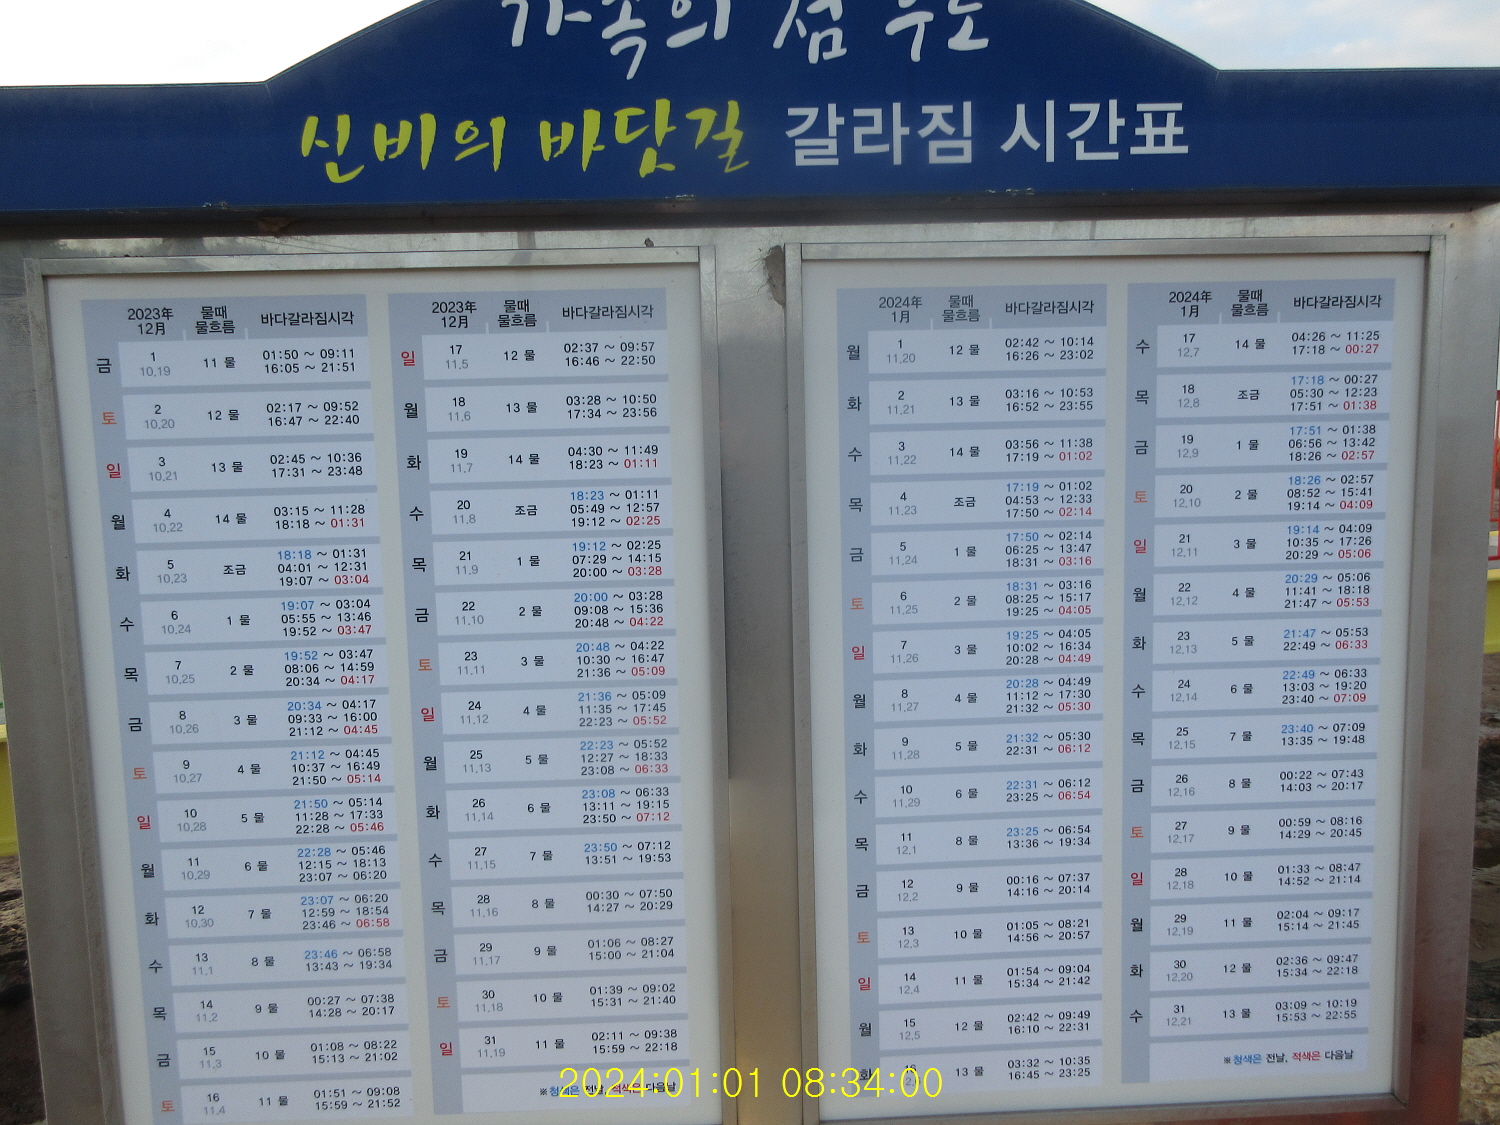 가족의 섬 우도
신비의 바닷길 갈라짐 시간표
2023年 12月 물때 물흐름 바다갈라짐시각
금 1 10.19 11 물 01:50 ~ 09:11 16:05 ~ 21:51
토 2 10.20 12 물 02:17 ~ 09:52 16:47 ~ 22:40
일 3 10.21 13 물 02:45 ~ 10:36 17:31 ~ 23:48
월 4 10.22 14 물 03:15 ~ 11:28 18:18 ~ 01:31
화 5 10.23 조금 18:18 ~ 01:31 04:01 ~ 12:31 19:07 ~ 03:04
수 6 10.24 1 물 19:07 ~ 03:04 05:55 ~ 13:46 19:52 ~ 03:47
목 7 10.25 2 물 19:52 ~ 03:47 08:06 ~ 14:59 20:34 ~ 04:17
금 8 10.26 3 물 20:34 ~ 04:17 09:33 ~ 16:00 21:12 ~ 04:45
토 9 10.27 4 물 21:12 ~ 04:45 10:37 ~ 16:49 21:50 ~ 05:14
일 10 10.28 5 물 21:50 ~ 05:14 11:28 ~ 17:33 22:28 ~ 05:46
월 11 10.29 6 물 22:28 ~ 05:46 12:15 ~ 18:13 23:07 ~ 06:20
화 12 10.30 7 물 23:07 ~ 06:20 12:59 ~ 18:54 23:46 ~ 06:58
수 13 11.1 8 물 23:46 ~ 06:58 13:43 ~ 19:34
목 14 11.2 9 물 00:27 ~ 07:38 14:28 ~ 20:17
금 15 11.3 10 물 01:08 ~ 08:22 15:13 ~ 21:02
토 16 11.4 11 물 01:51 ~ 09:08 15:59 ~ 21:52
2023年 12月 물때 물흐름 바다갈라짐시각
일 17 11.5 12 물 02:37 ~ 09:57 16:46 ~ 22:50
월 18 11.6 13 물 03:28 ~ 10:50 17:34 ~ 23:56
화 19 11.7 14 물 04:30 ~ 11:49 18:23 ~ 01:11
수 20 11.8 조금 18:23 ~ 01:11 05:49 ~ 12:57 19:12 ~ 02:25
목 21 11.9 1 물 19:12 ~ 02:25 07:29 ~ 14:15 20:00 ~ 03:28
금 22 11.10 2 물 20:00 ~ 03:28 09:08 ~ 15:36 20:48 ~ 04:22
토 23 11.11 3 물 20:48 ~ 04:22 10:30 ~ 16:47 21:36 ~ 05:09
일 24 11.12 4 물 21:36 ~ 05:09 11:35 ~ 17:45 22:23 ~ 05:52
월 25 11.13 5 물 22:23 ~ 05:52 12:27 ~ 18:33 23:08 ~ 06:33
화 26 11.14 6 물 23:08 ~ 06:33 13:11 ~ 19:15 23:50 ~ 07:12
수 27 11.15 7 물 23:50 ~ 07:12 13:51 ~ 19:53
목 28 11.16 8 물 00:30 ~ 07:50 14:27 ~ 20:29
금 29 11.17 9 물 01:06 ~ 08:27 15:00 ~ 21:04
토 30 11.18 10 물 01:39 ~ 09:02 15:31 ~ 21:40
일 31 11.19 11 물 02:11 ~ 09:38 15:59 ~ 22:18
※청색은 전날, 적색은 다음날
2024年 1月 물때 물흐름 바다갈라짐시각
월 1 11.20 12 물 02:42 ~ 10:14 16:26 ~ 23:02
화 2 11.21 13 물 03:16 ~ 10:53 16:52 ~ 23:55
수 3 11.22 14 물 03:56 ~ 11:38 17:19 ~ 01:02
목 4 11.23 조금 17:19 ~ 01:02 04:53 ~ 12:33 17:50 ~ 02:14
금 5 11.24 1 물 17:50 ~ 02:14 06:25 ~ 13:47 18:31 ~ 03:16
토 6 11.25 2 물 18:31 ~ 03:16 08:25 ~ 15:17 19:25 ~ 04:05
일 7 11.26 3 물 19:25 ~ 04:05 10:02 ~ 16:34 20:28 ~ 04:49
월 8 11.27 4 물 20:28 ~ 04:49 11:12 ~ 17:30 21:32 ~ 05:30
화 9 11.28 5 물 21:32 ~ 05:30 22:31 ~ 06:12
수 10 11.29 6 물 22:31 ~ 06:12 23:25 ~ 06:54
목 11 12.1 8 물 23:25 ~ 06:54 13:36 ~ 19:34
금 12 12.2 9 물 00:16 ~ 07:37 14:16 ~ 20:14
토 13 12.3 10 물 01:05 ~ 08:21 14:56 ~ 20:57
일 14 12.4 11 물 01:54 ~ 09:04 15:34 ~ 21:42
월 15 12.5 12 물 02:42 ~ 09:49 16:10 ~ 22:31
화 13 물 03:32 ~ 10:35 16:45 ~ 23:25
2024年 1月 물때 물흐름 바다갈라짐시각
수 17 12.7 14 물 04:26 ~ 11:25 17:18 ~ 00:27
목 18 12.8 조금 17:18 ~ 00:27 05:30 ~ 12:23 17:51 ~ 01:38
금 19 12.9 1 물 17:51 ~ 01:38 06:56 ~ 13:42 18:26 ~ 02:57
토 20 12.10 2 물 18:26 ~ 02:57 08:52 ~ 15:41 19:14 ~ 04:09
일 21 12.11 3 물 19:14 ~ 04:09 10:35 ~ 17:26 20:29 ~ 05:06
월 22 12.12 4 물 20:29 ~ 05:06 11:41 ~ 18:18 21:47 ~ 05:53
화 23 12.13 5 물 21:47 ~ 05:53 22:49 ~ 06:33
수 24 12.14 6 물 22:49 ~ 06:33 13:03 ~ 19:20 23:40 ~ 07:09
목 25 12.15 7 물 23:40 ~ 07:09 13:35 ~ 19:48
금 26 12.16 8 물 00:22 ~ 07:43 14:03 ~ 20:17
토 27 12.17 9 물 00:59 ~ 08:16 14:29 ~ 20:45
일 28 12.18 10 물 01:33 ~ 08:47 14:52 ~ 21:14
월 29 12.19 11 물 02:04 ~ 09:17 15:14 ~ 21:45
화 30 12.20 12 물 02:36 ~ 09:47 15:34 ~ 22:18
수 31 12.21 13 물 03:09 ~ 10:19 15:53 ~ 22:55
※청색은 전날, 적색은 다음날
2024:01:01 08:34:00